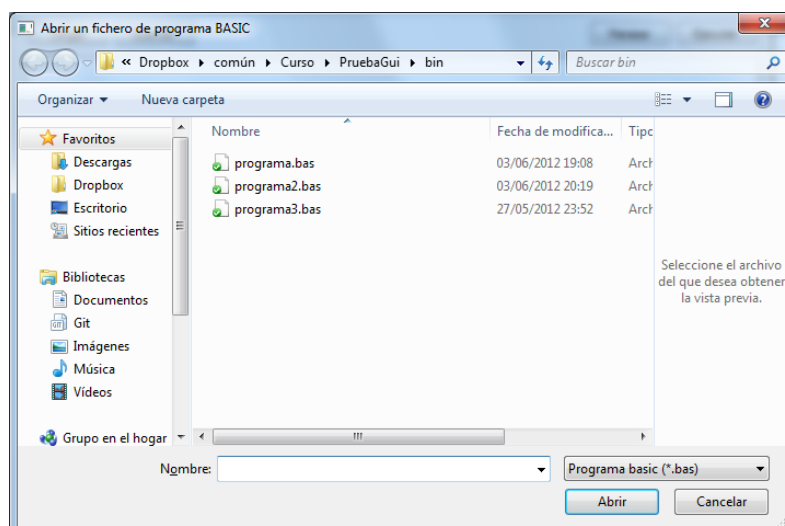 Abrir un fichero de programa BASIC
« Dropbox ▸ común ▸ Curso ▸ PruebaGui ▸ bin
Buscar bin
Organizar
Nueva carpeta
Favoritos
Descargas
Dropbox
Escritorio
Sitios recientes
Bibliotecas
Documentos
Git
Imágenes
Música
Vídeos
Grupo en el hogar
Nombre Fecha de modifica... Tipo
programa.bas 03/06/2012 19:08 Arch
programa2.bas 03/06/2012 20:19 Arch
programa3.bas 27/05/2012 23:52 Arch
Seleccione el archivo
del que desea obtener
la vista previa.
Nombre:
Programa basic (*.bas)
Abrir
Cancelar